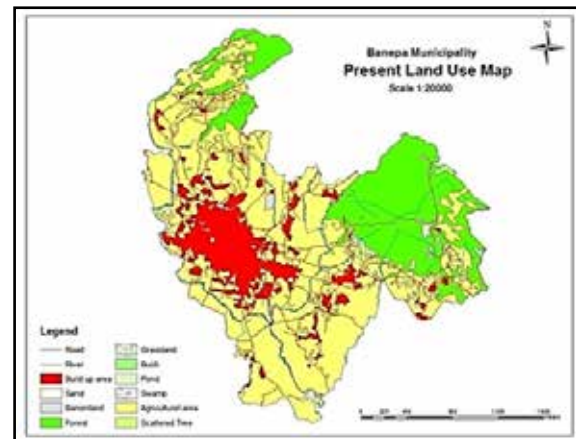 N
Banepa Municipality
Present Land Use Map
Scale 1:20000
Legend
Road
River
Build up area
Sand
Barrenland
Forest
Grassland
Bush
Pond
Swamp
Agricultural area
Scattered Tree